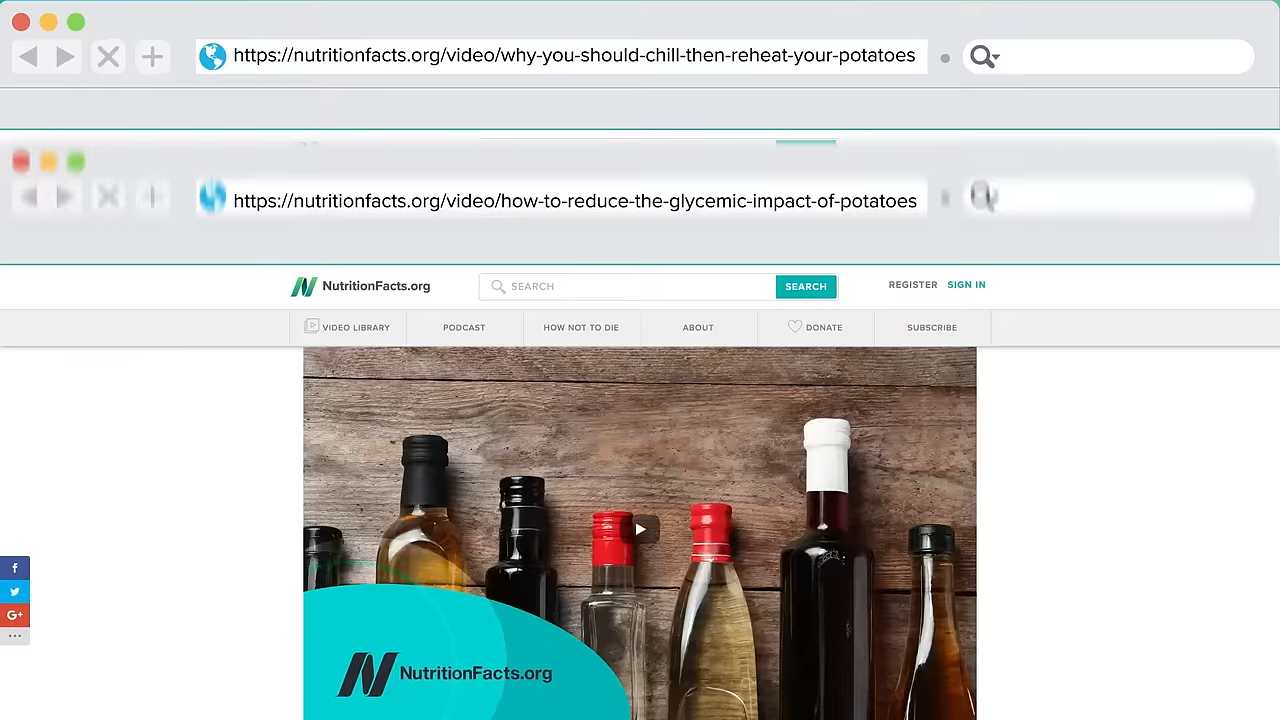 https://nutritionfacts.org/video/why-you-should-chill-then-reheat-your-potatoes
https://nutritionfacts.org/video/how-to-reduce-the-glycemic-impact-of-potatoes
NutritionFacts.org
SEARCH
SEARCH
REGISTER SIGN IN
VIDEO LIBRARY
PODCAST
HOW NOT TO DIE
ABOUT
DONATE
SUBSCRIBE
f
G+
NutritionFacts.org